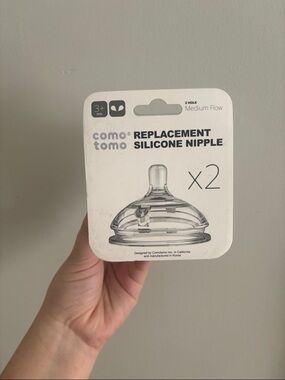 3+
2 HOLE
Medium Flow
como
tomo
REPLACEMENT
SILICONE NIPPLE
x2
Designed by Comotomo Inc. in California
and manufactured in Korea